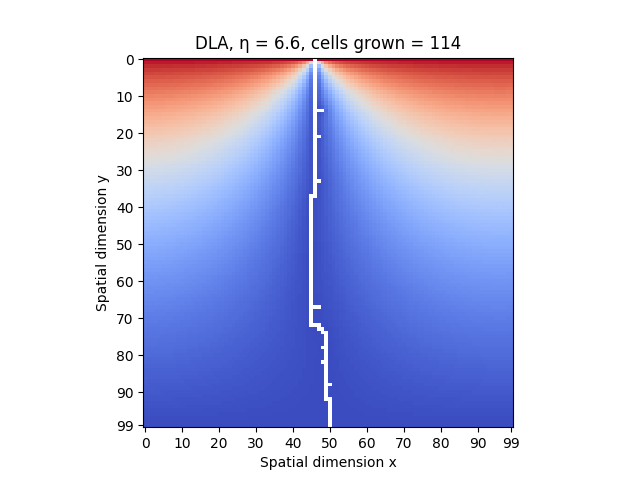 DLA, η = 6.6, cells grown = 114
0
10
20
30
40
50
60
70
80
90
99
Spatial dimension y
0 10 20 30 40 50 60 70 80 90 99
Spatial dimension x